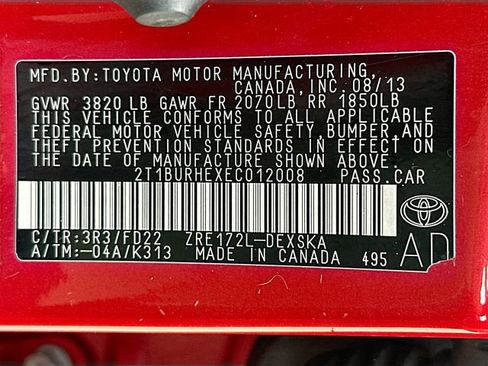 MFD.BY:TOYOTA MOTOR MANUFACTURING,
CANADA,INC. 08/13
GVWR 3820 LB GAWR FR 2070LB RR 1850LB
THIS VEHICLE CONFORMS TO ALL APPLICABLE
FEDERAL MOTOR VEHICLE SAFETY,BUMPER,AND
THEFT PREVENTION STANDARDS IN EFFECT ON
THE DATE OF MANUFACTURE SHOWN ABOVE.
2T1BURHEXEC012008 PASS.CAR
C/TR:3R3/FD22 ZRE172L-DEXSKA
A/TM:-04A/K313 MADE IN CANADA 495
AD